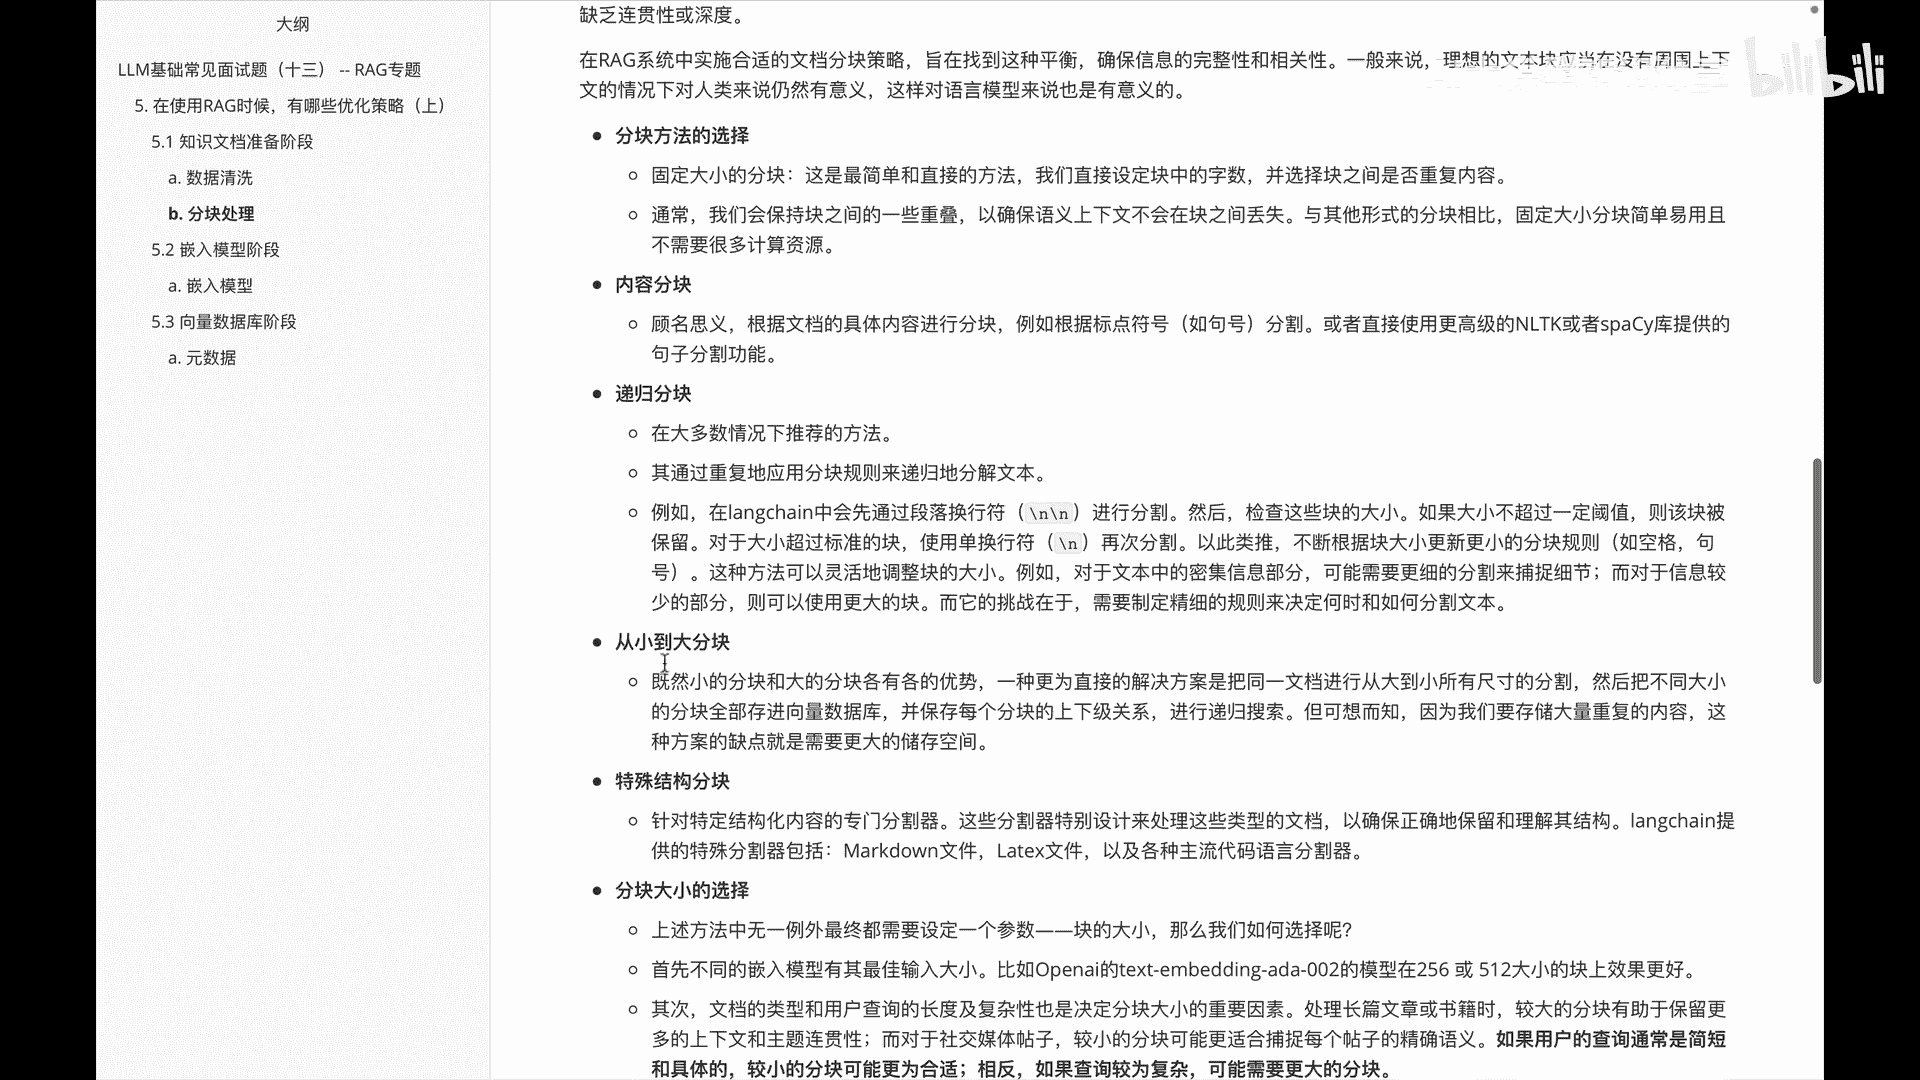 大纲
LLM基础常见面试题（十三） -- RAG专题
5. 在使用RAG时候，有哪些优化策略（上）
5.1 知识文档准备阶段
a. 数据清洗
b. 分块处理
5.2 嵌入模型阶段
a. 嵌入模型
5.3 向量数据库阶段
a. 元数据
缺乏连贯性或深度。
在RAG系统中实施合适的文档分块策略，旨在找到这种平衡，确保信息的完整性和相关性。一般来说，理想的文本块应当在没有周围上下
文的情况下对人类来说仍然有意义，这样对语言模型来说也是有意义的。
分块方法的选择
固定大小的分块：这是最简单和直接的方法，我们直接设定块中的字数，并选择块之间是否重复内容。
通常，我们会保持块之间的一些重叠，以确保语义上下文不会在块之间丢失。与其他形式的分块相比，固定大小分块简单易用且
不需要很多计算资源。
内容分块
顾名思义，根据文档的具体内容进行分块，例如根据标点符号（如句号）分割。或者直接使用更高级的NLTK或者spaCy库提供的
句子分割功能。
递归分块
在大多数情况下推荐的方法。
其通过重复地应用分块规则来递归地分解文本。
例如，在langchain中会先通过段落换行符（\n\n）进行分割。然后，检查这些块的大小。如果大小不超过一定阈值，则该块被
保留。对于大小超过标准的块，使用单换行符（\n）再次分割。以此类推，不断根据块大小更新更小的分块规则（如空格，句
号）。这种方法可以灵活地调整块的大小。例如，对于文本中的密集信息部分，可能需要更细的分割来捕捉细节；而对于信息较
少的部分，则可以使用更大的块。而它的挑战在于，需要制定精细的规则来决定何时和如何分割文本。
从小到大分块
既然小的分块和大的分块各有各的优势，一种更为直接的解决方案是把同一文档进行从大到小所有尺寸的分割，然后把不同大小
的分块全部存进向量数据库，并保存每个分块的上下级关系，进行递归搜索。但可想而知，因为我们要存储大量重复的内容，这
种方案的缺点就是需要更大的储存空间。
特殊结构分块
针对特定结构化内容的专门分割器。这些分割器特别设计来处理这些类型的文档，以确保正确地保留和理解其结构。langchain提
供的特殊分割器包括：Markdown文件，Latex文件，以及各种主流代码语言分割器。
分块大小的选择
上述方法中无一例外最终都需要设定一个参数——块的大小，那么我们如何选择呢？
首先不同的嵌入模型有其最佳输入大小。比如Openai的text-embedding-ada-002的模型在256 或 512大小的块上效果更好。
其次，文档的类型和用户查询的长度及复杂性也是决定分块大小的重要因素。处理长篇文章或书籍时，较大的分块有助于保留更
多的上下文和主题连贯性；而对于社交媒体帖子，较小的分块可能更适合捕捉每个帖子的精确语义。如果用户的查询通常是简短
和具体的，较小的分块可能更为合适；相反，如果查询较为复杂，可能需要更大的分块。
bilibili